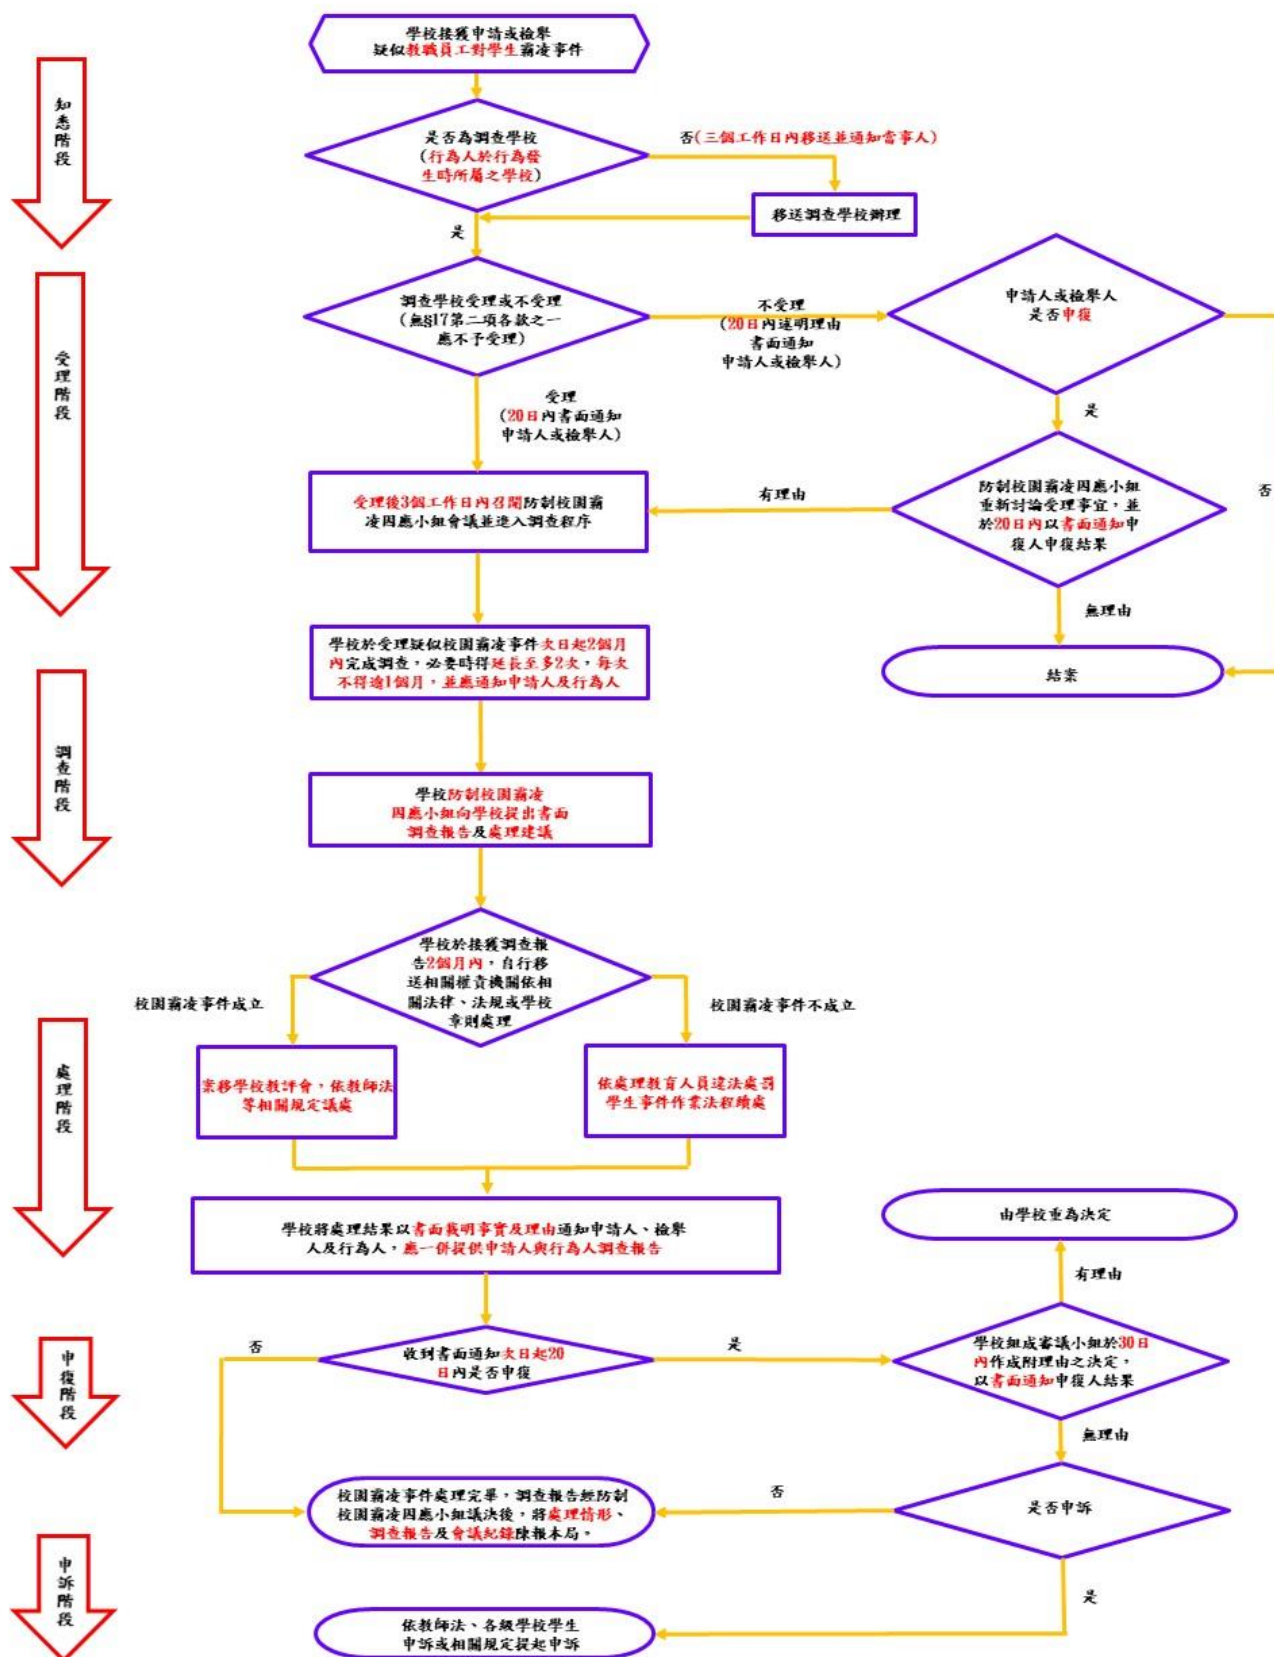 學校接獲申請或檢舉
疑似教職員工對學生霸凌事件
知悉階段
是否為調查學校
(行為人於行為發
生時所屬之學校)
否(三個工作日內移送並通知當事人)
移送調查學校辦理
是
受理階段
調查學校受理或不受理
(無§17第二項各款之一
應不予受理)
不受理
(20日內述明理由
書面通知
申請人或檢舉人)
申請人或檢舉人
是否申復
受理
(20日內書面通知
申請人或檢舉人)
是
否
受理後3個工作日內召開防制校園霸
凌因應小組會議並進入調查程序
有理由
防制校園霸凌因應小組
重新討論受理事宜，並
於20日內以書面通知申
復人申復結果
無理由
結案
調查階段
學校於受理疑似校園霸凌事件次日起2個月
內完成調查，必要時得延長至多2次，每次
不得逾1個月，並應通知申請人及行為人
學校防制校園霸凌
因應小組向學校提出書面
調查報告及處理建議
處理階段
學校於接獲調查報
告2個月內，自行移
送相關權責機關依相
關法律、法規或學校
章則處理
校園霸凌事件成立
校園霸凌事件不成立
案移學校教評會，依教師法
等相關規定議處
依處理教育人員違法處罰
學生事件作業法程續處
學校將處理結果以書面載明事實及理由通知申請人、檢舉
人及行為人，應一併提供申請人與行為人調查報告
由學校重為決定
有理由
申復階段
否
收到書面通知次日起20
日內是否申復
是
學校組成審議小組於30日
內作成附理由之決定，
以書面通知申復人結果
無理由
申訴階段
校園霸凌事件處理完畢，調查報告經防制
校園霸凌因應小組議決後，將處理情形、
調查報告及會議紀錄陳報本局。
否
是否申訴
是
依教師法、各級學校學生
申訴或相關規定提起申訴